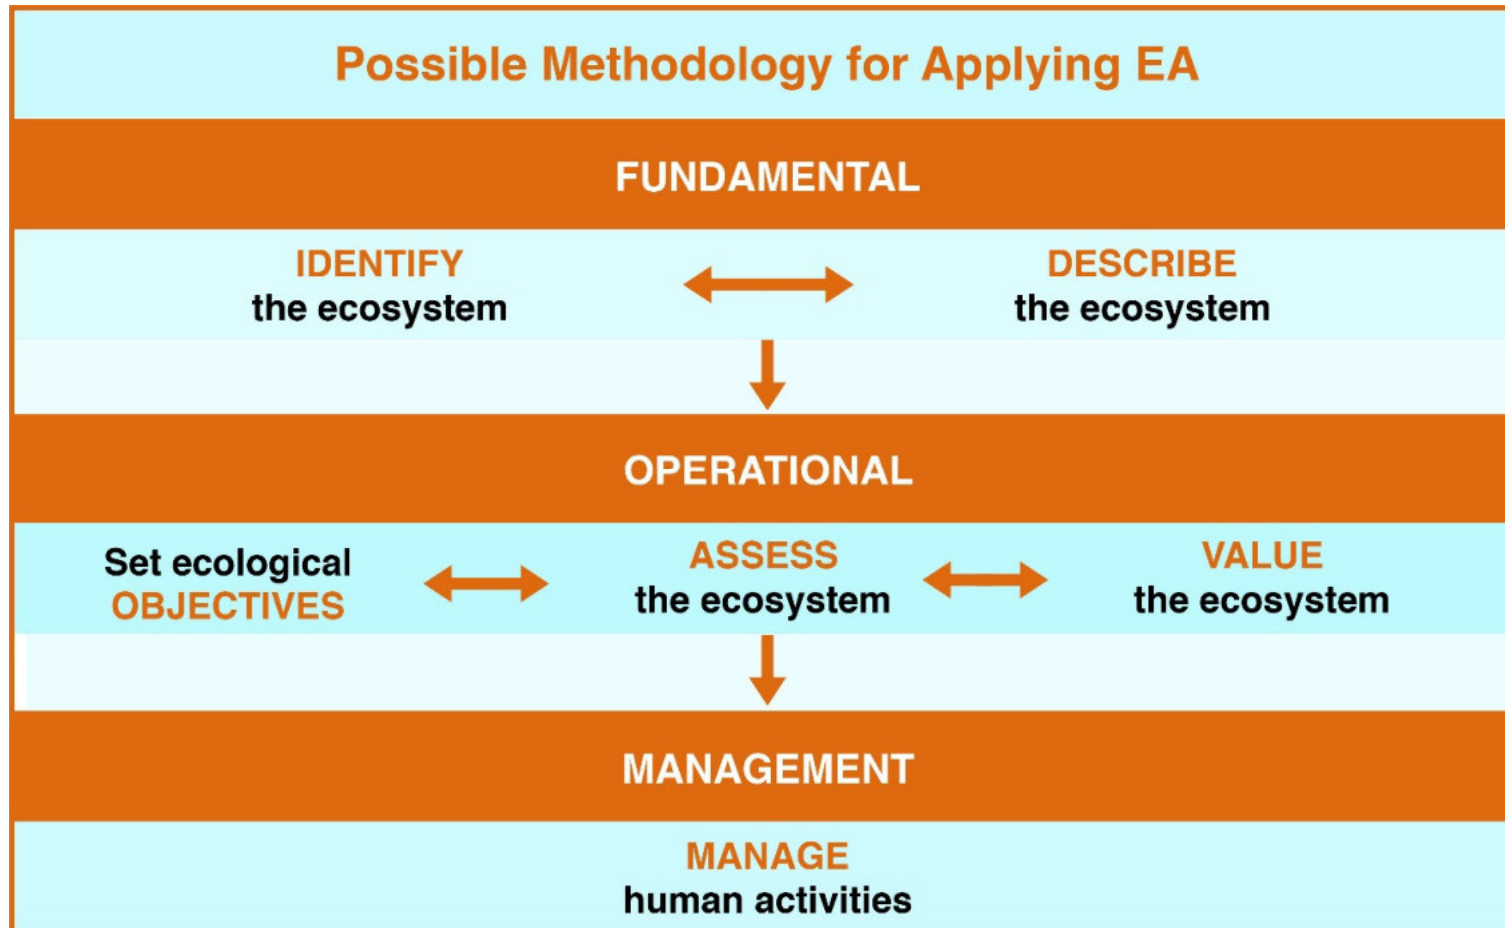 Possible Methodology for Applying EA
FUNDAMENTAL
IDENTIFY
the ecosystem
DESCRIBE
the ecosystem
OPERATIONAL
Set ecological
OBJECTIVES
ASSESS
the ecosystem
VALUE
the ecosystem
MANAGEMENT
MANAGE
human activities